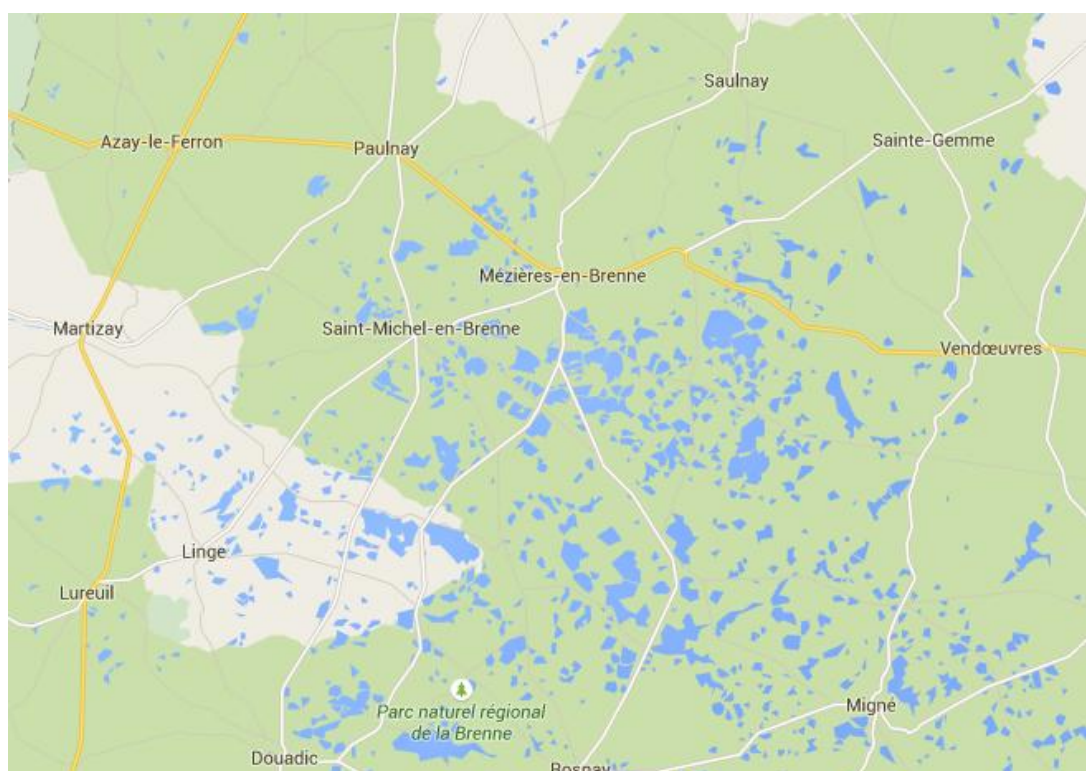 Saulnay
Azay-le-Ferron
Paulnay
Sainte-Gemme
Mézières-en-Brenne
Martizay
Saint-Michel-en-Brenne
Vendœuvres
Linge
Lureuil
Parc naturel régional
de la Brenne
Migné
Douadic
Rosnay